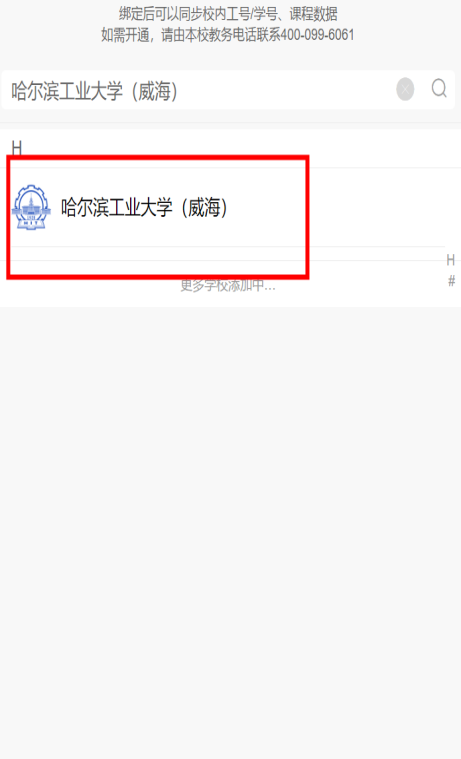 绑定后可以同步校内工号/学号、课程数据
如需开通，请由本校教务电话联系400-099-6061
哈尔滨工业大学（威海）
H
哈尔滨工业大学（威海）
H
#
更多学校添加中...